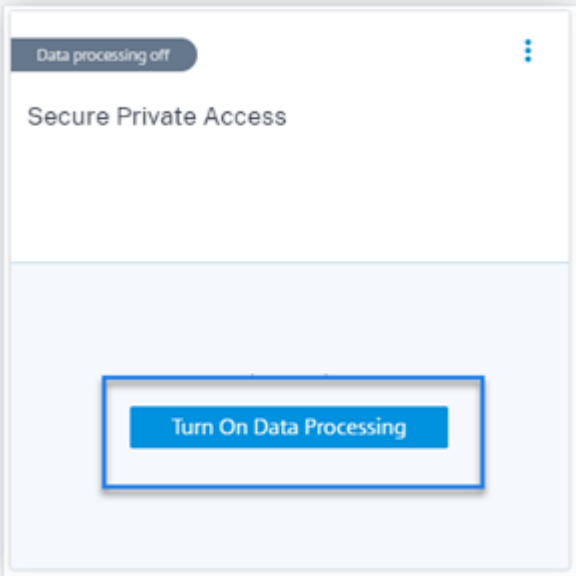 Data processing off
Secure Private Access
Turn On Data Processing